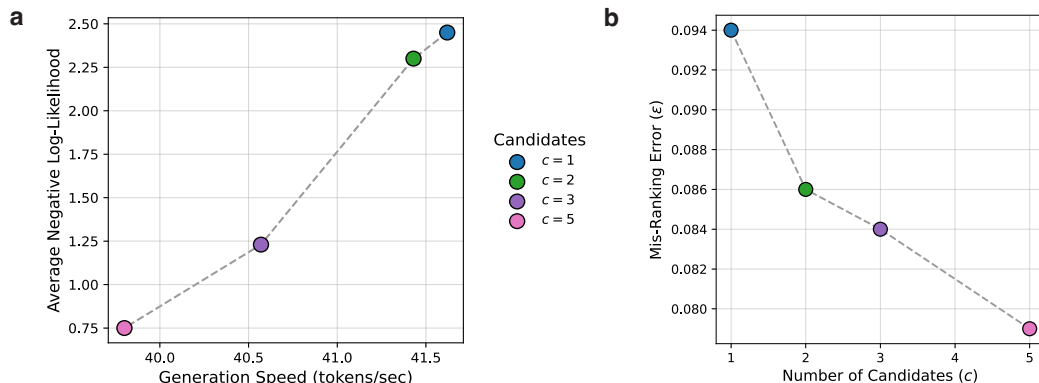 a
Average Negative Log-Likelihood
2.50
2.25
2.00
1.75
1.50
1.25
1.00
0.75
40.0 40.5 41.0 41.5
Generation Speed (tokens/sec)
Candidates
c = 1
c = 2
c = 3
c = 5
b
Mis-Ranking Error (ε)
0.094
0.092
0.090
0.088
0.086
0.084
0.082
0.080
1 2 3 4 5
Number of Candidates (c)